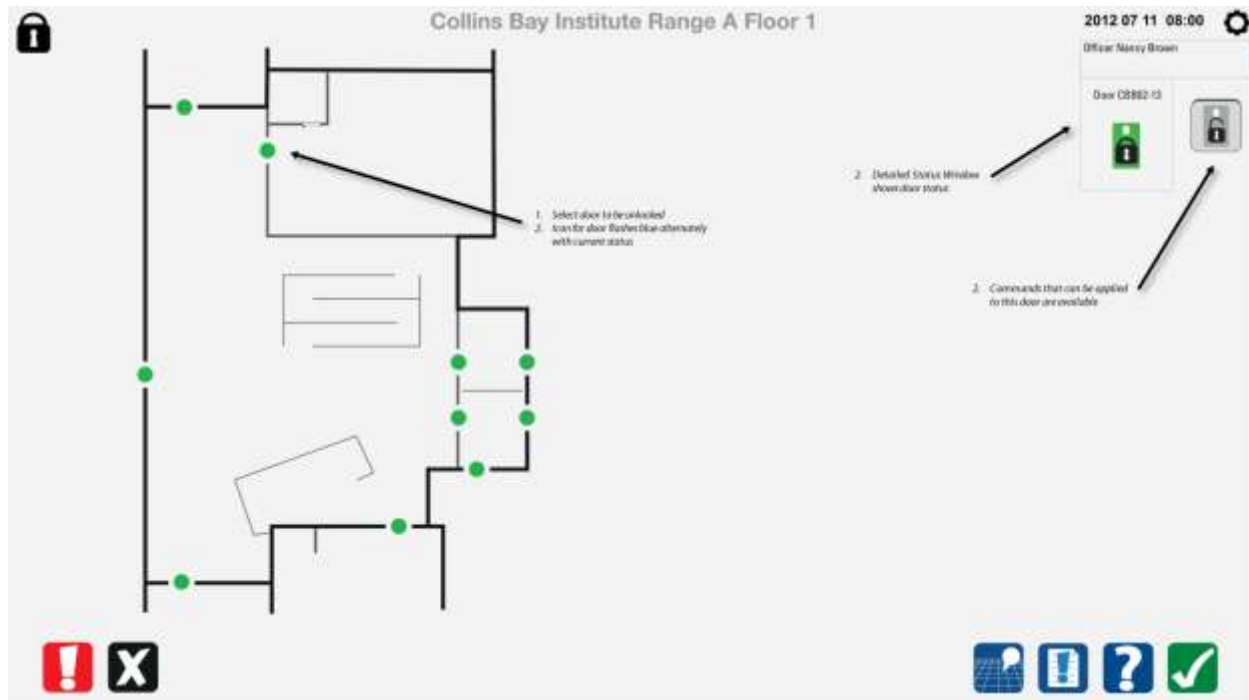 Collins Bay Institute Range A Floor 1
2012 07 11 08:00
Officer Nancy Brown
Door CBB02-13
2. Detailed Status Window
shows door status
1. Select door to be unlocked
2. Icon for door flashes blue alternately
with current status
2. Commands that can be applied
to this door are available